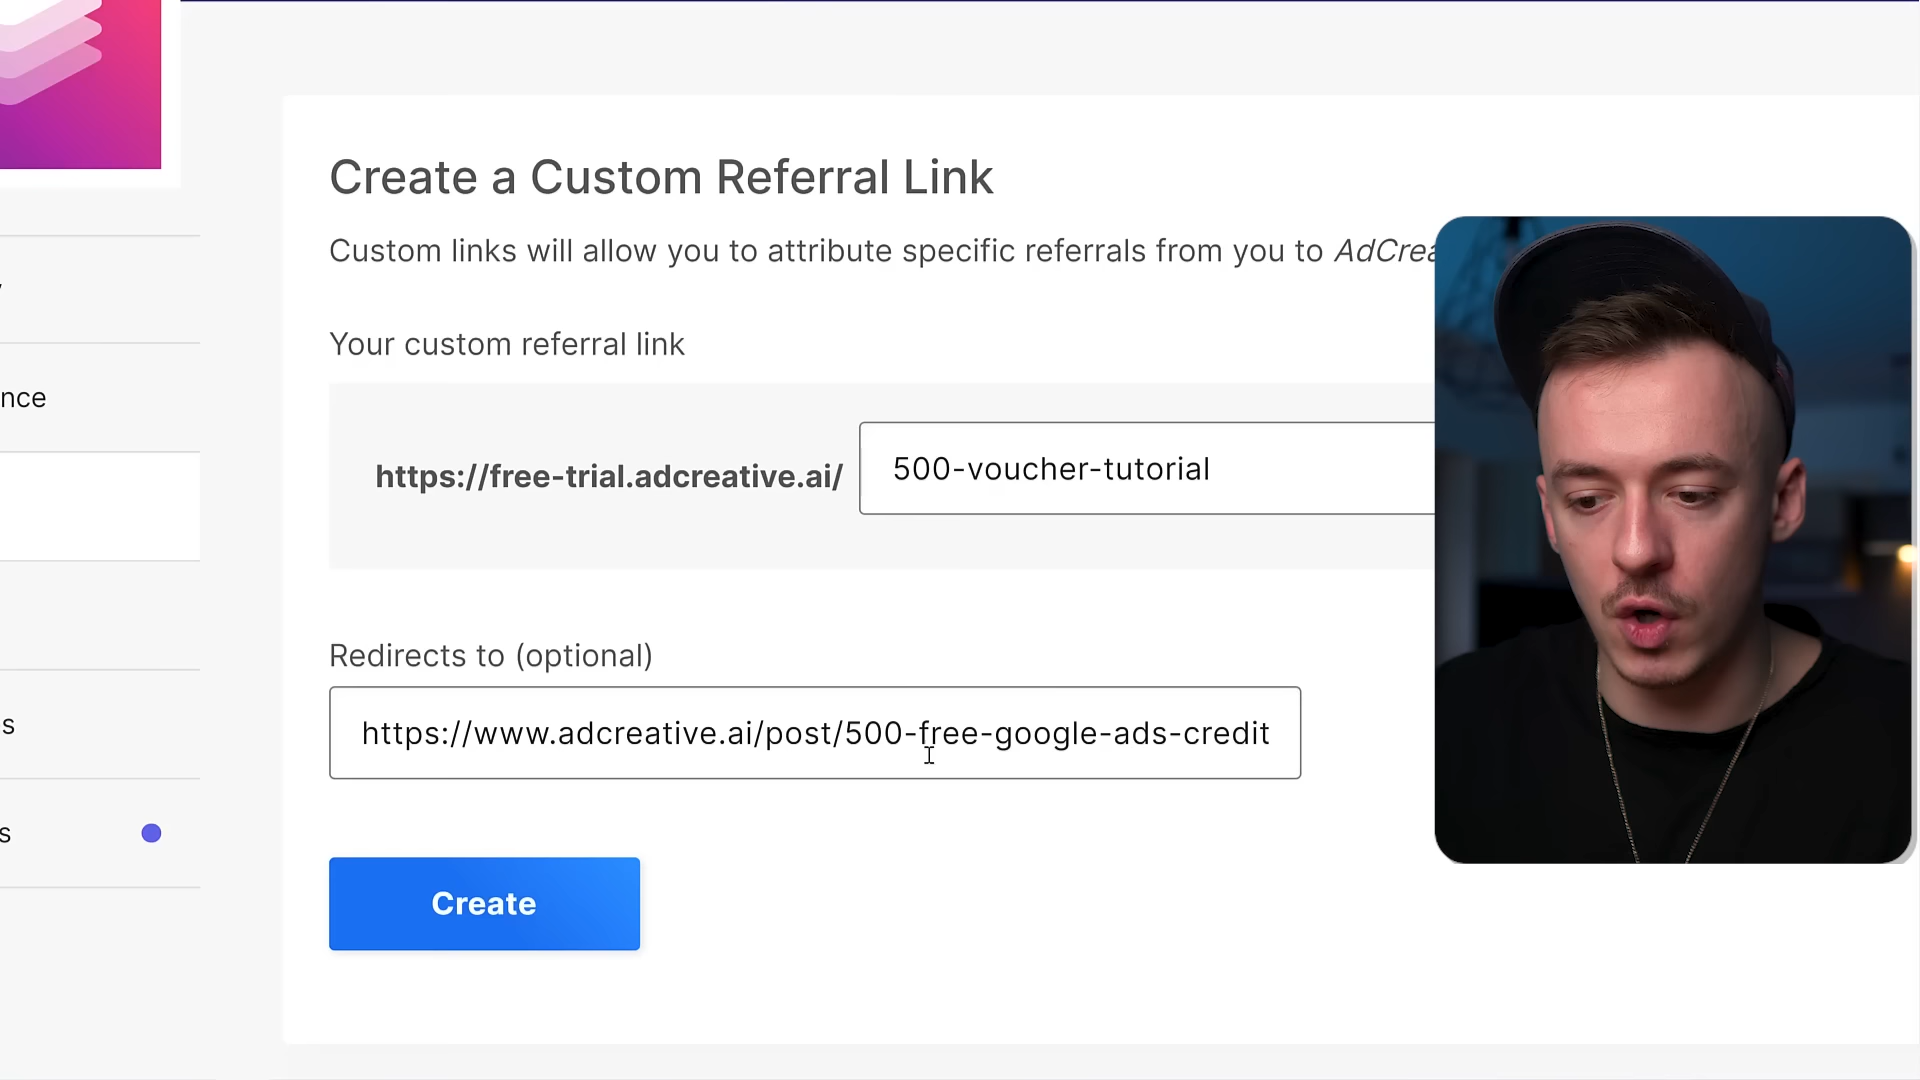 Create a Custom Referral Link
Custom links will allow you to attribute specific referrals from you to AdCrea
Your custom referral link
nce
https://free-trial.adcreative.ai/
500-voucher-tutorial
Redirects to (optional)
https://www.adcreative.ai/post/500-free-google-ads-credit
s
s
Create